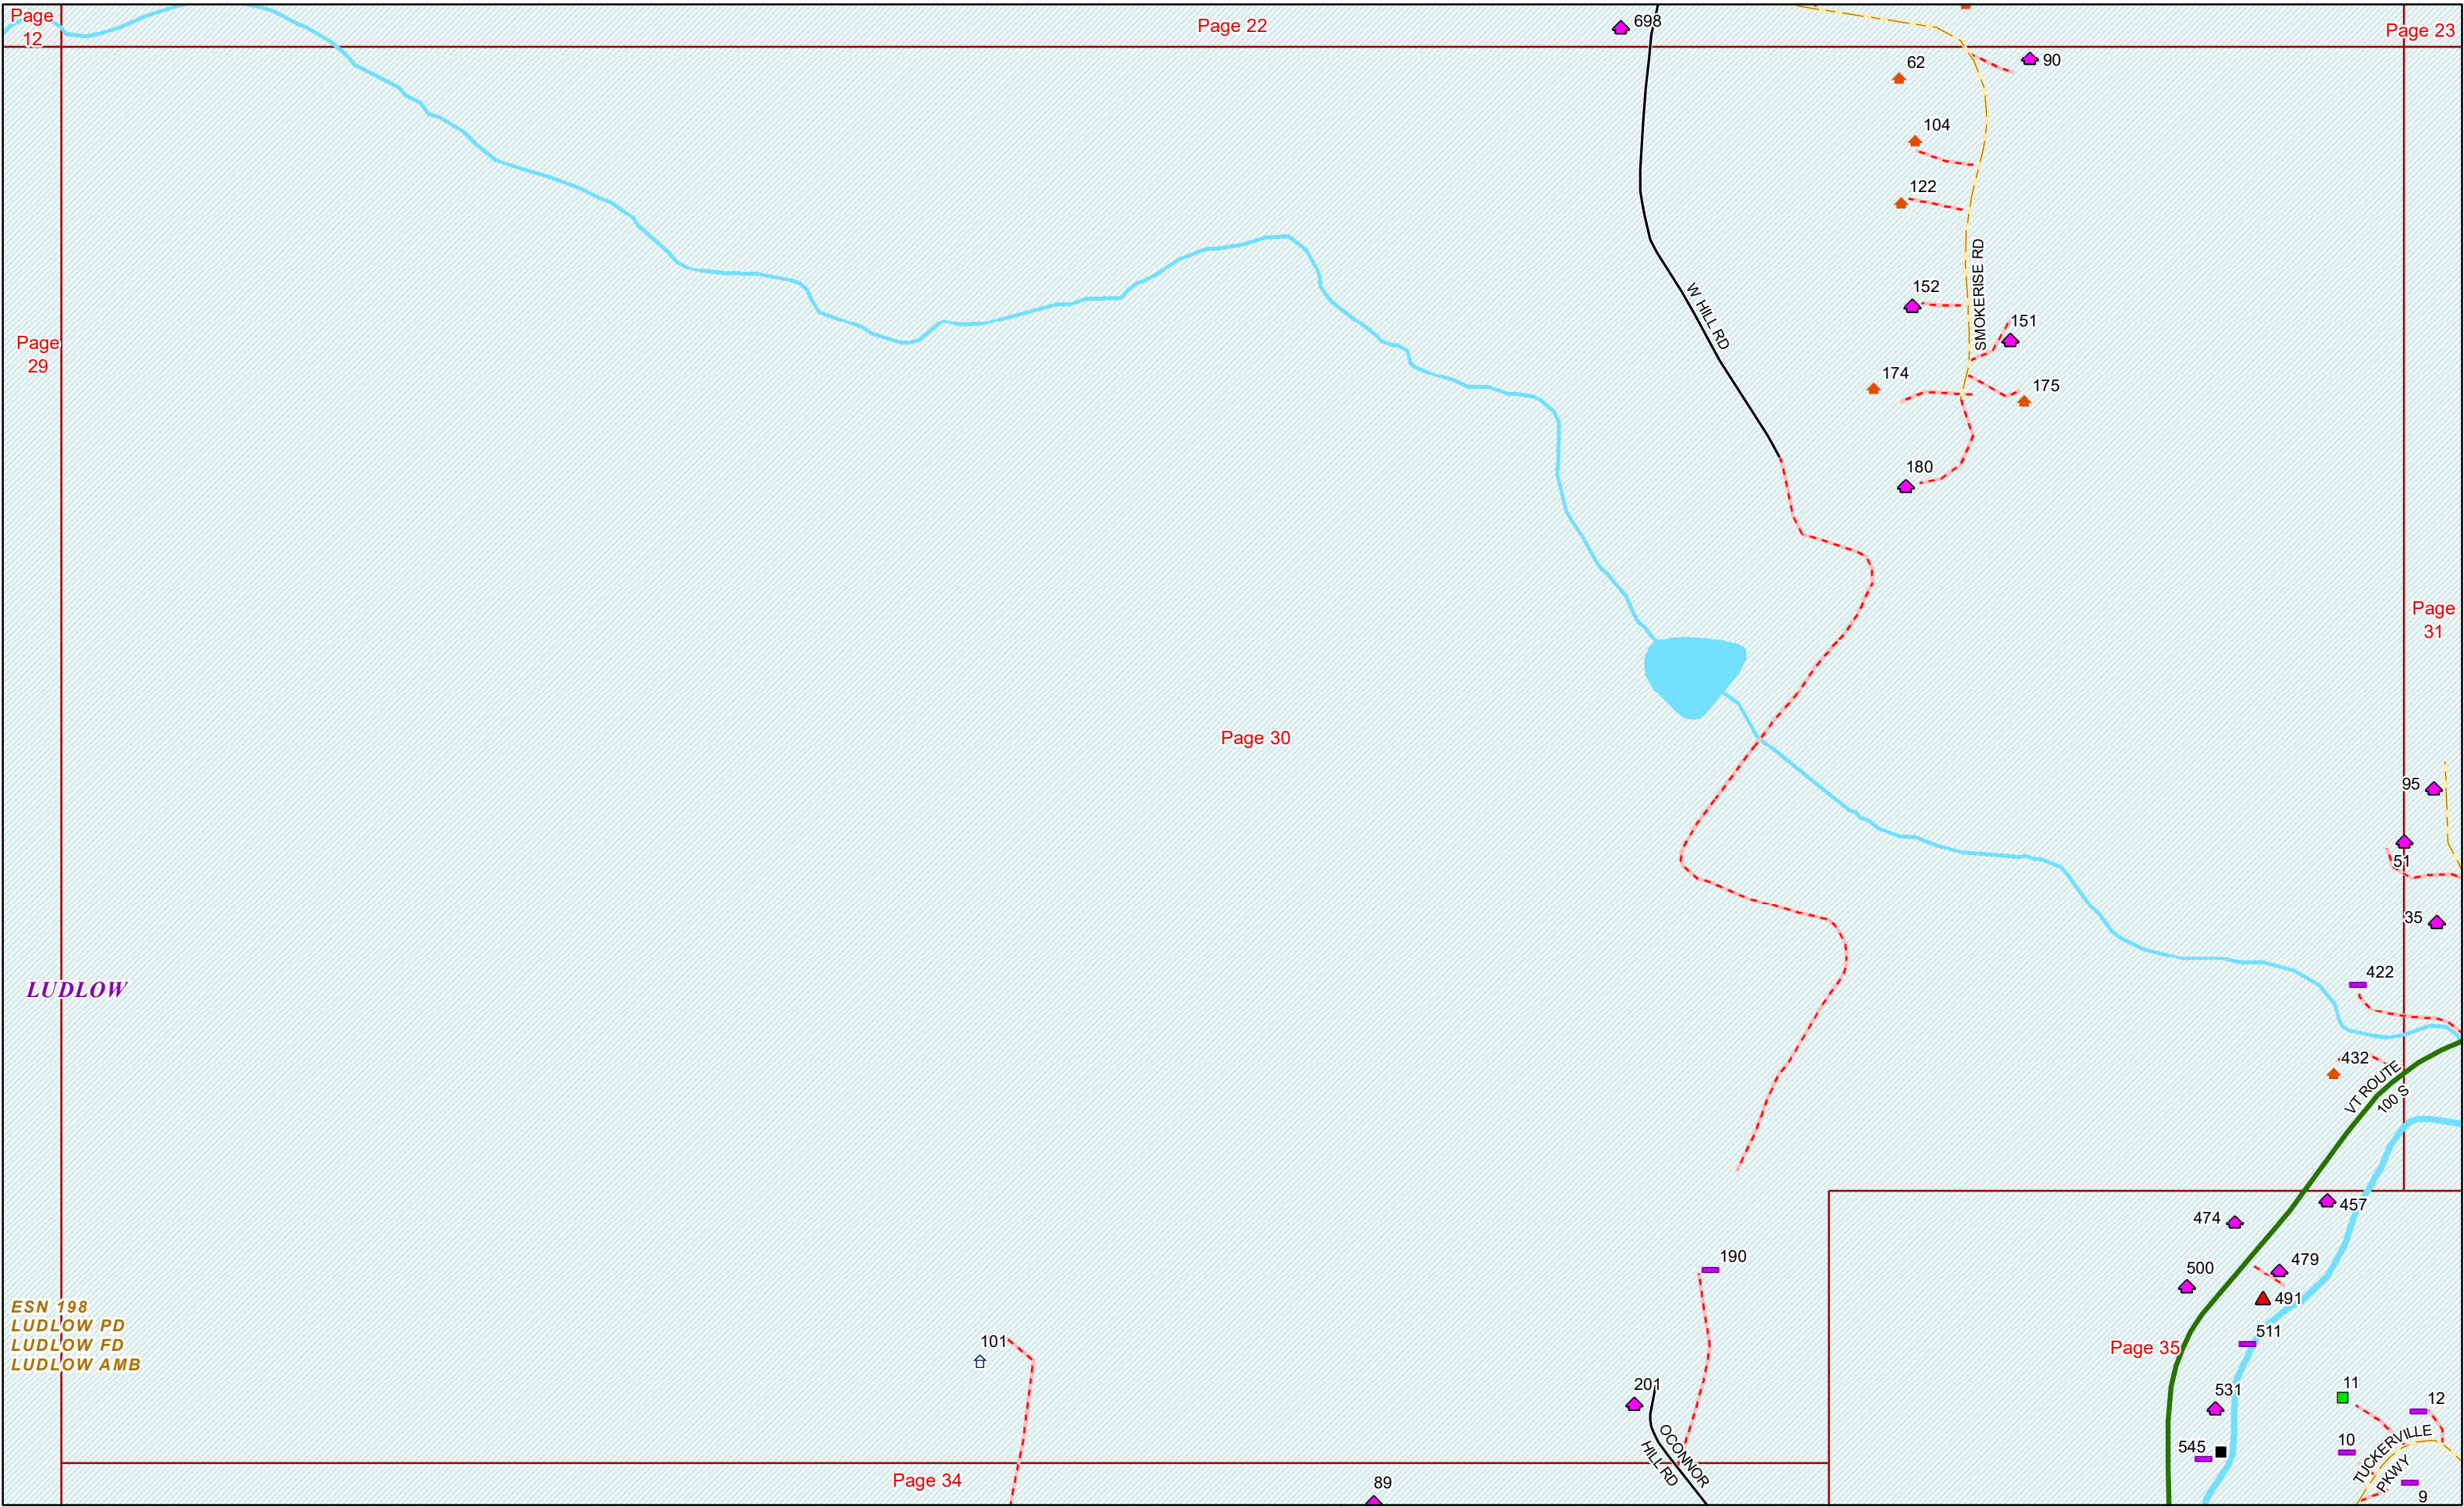 Page
12
Page 22
698
Page 23
90
62
104
122
SMOKERISE RD
152
W HILL RD
151
Page
29
174
175
180
Page
31
Page 30
95
51
35
422
LUDLOW
432
VT ROUTE
100 S
457
474
190
479
500
491
ESN 198
LUDLOW PD
LUDLOW FD
LUDLOW AMB
511
101
Page 35
201
11
531
12
OCONNOR
HILL RD
545
10
TUCKERVILLE
PKWY
Page 34
89
9